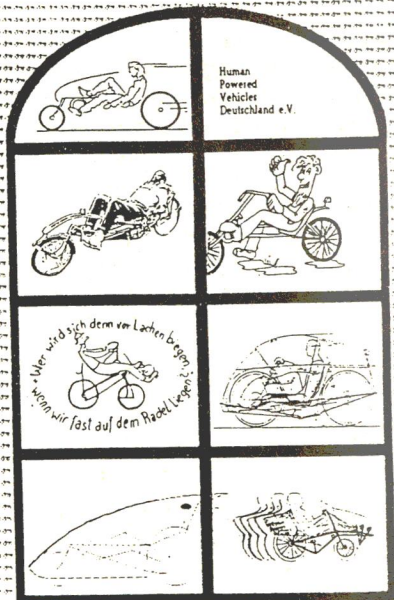 Human
Powered
Vehicles
Deutschland e.V.
Wer wird sich denn vor Lachen biegen?
wenn wir fast auf dem Radel liegen?